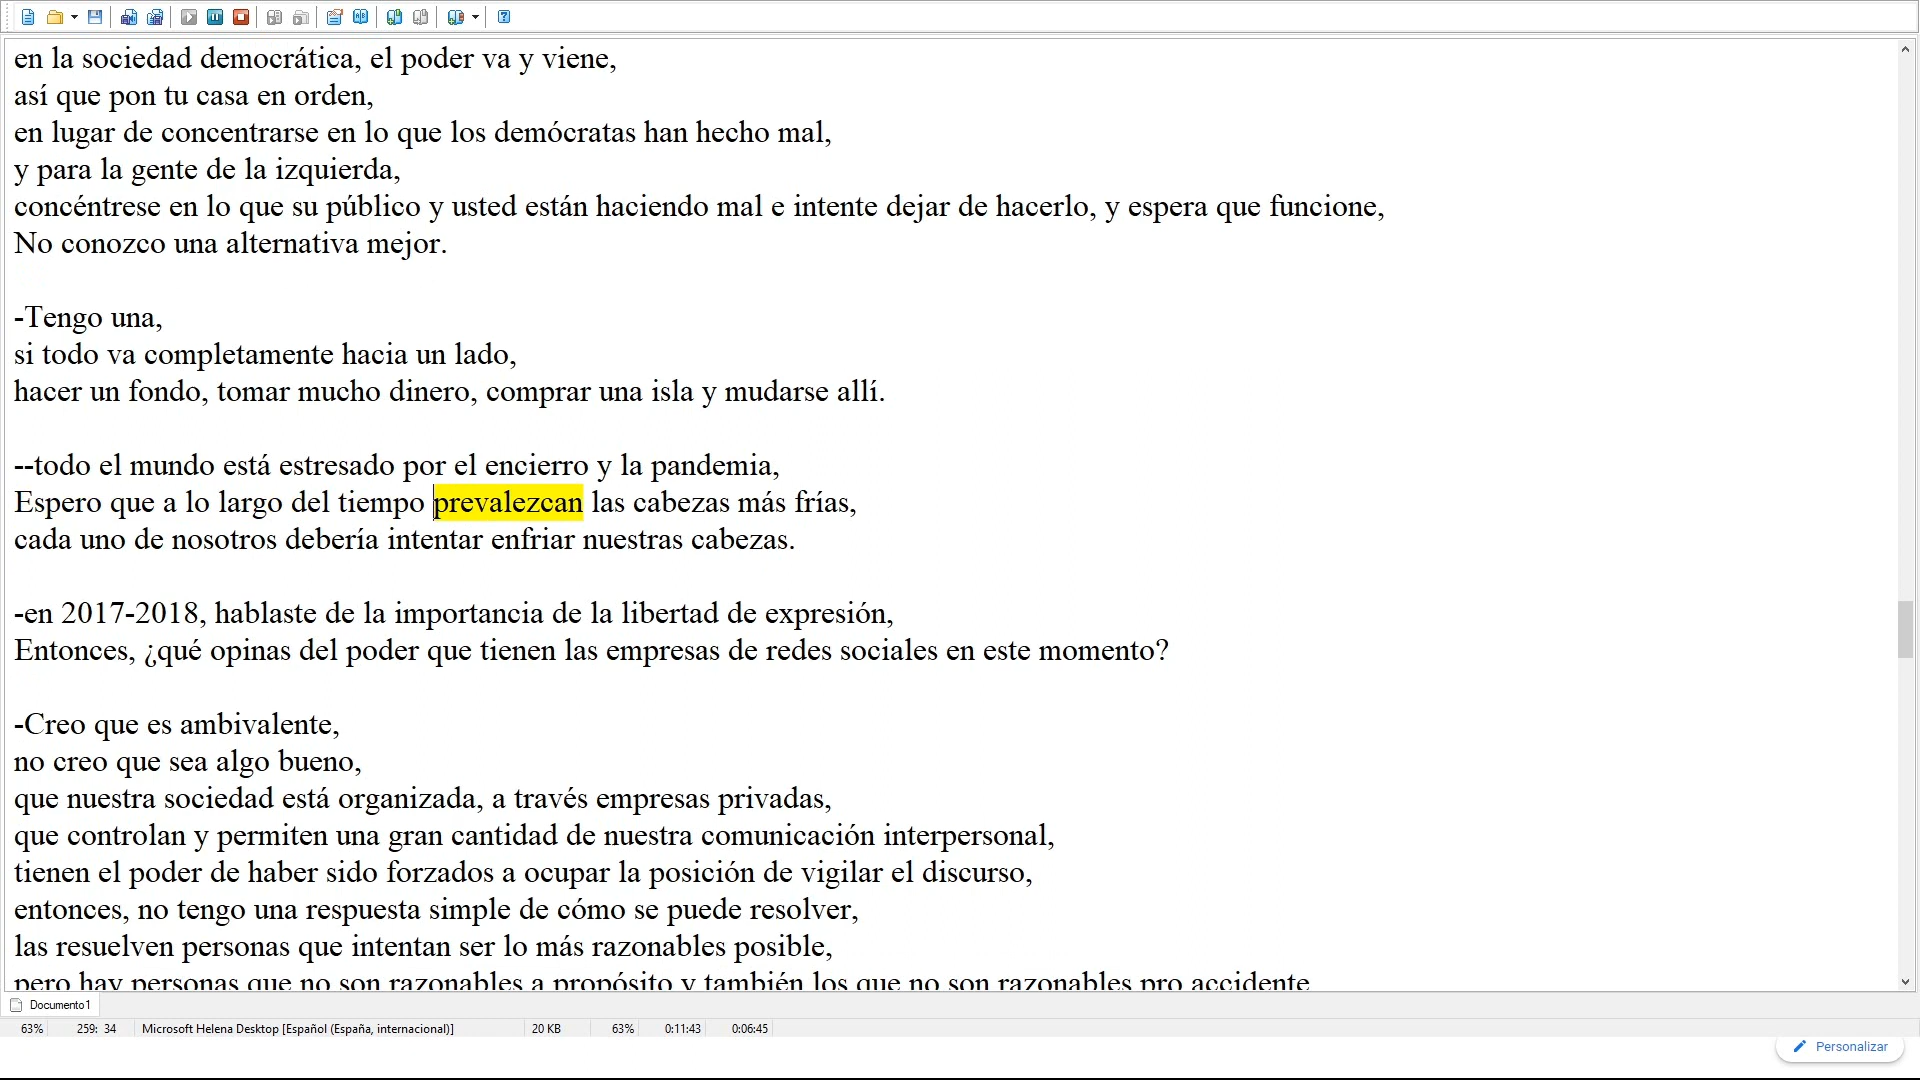 en la sociedad democrática, el poder va y viene,
así que pon tu casa en orden,
en lugar de concentrarse en lo que los demócratas han hecho mal,
y para la gente de la izquierda,
concéntrese en lo que su público y usted están haciendo mal e intente dejar de hacerlo, y espera que funcione,
No conozco una alternativa mejor.
-Tengo una,
si todo va completamente hacia un lado,
hacer un fondo, tomar mucho dinero, comprar una isla y mudarse allí.
--todo el mundo está estresado por el encierro y la pandemia,
Espero que a lo largo del tiempo prevalezcan las cabezas más frías,
cada uno de nosotros debería intentar enfriar nuestras cabezas.
-en 2017-2018, hablaste de la importancia de la libertad de expresión,
Entonces, ¿qué opinas del poder que tienen las empresas de redes sociales en este momento?
-Creo que es ambivalente,
no creo que sea algo bueno,
que nuestra sociedad está organizada, a través empresas privadas,
que controlan y permiten una gran cantidad de nuestra comunicación interpersonal,
tienen el poder de haber sido forzados a ocupar la posición de vigilar el discurso,
entonces, no tengo una respuesta simple de cómo se puede resolver,
las resuelven personas que intentan ser lo más razonables posible,
pero hay personas que no son razonables a propósito y también los que no son razonables pro accidente
Documento1
63% 259: 34 Microsoft Helena Desktop [Español (España, internacional)] 20 KB 63% 0:11:43 0:06:45
Personalizar